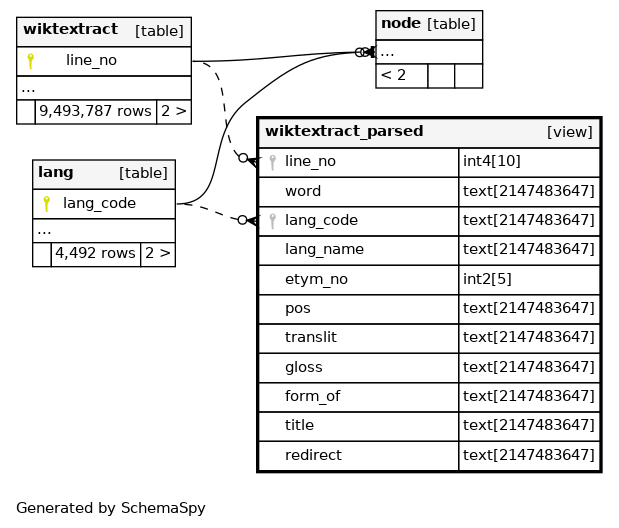 wiktextract [table]
line_no
...
9,493,787 rows 2 >
node [table]
...
< 2
lang [table]
lang_code
...
4,492 rows 2 >
wiktextract_parsed [view]
line_no int4[10]
word text[2147483647]
lang_code text[2147483647]
lang_name text[2147483647]
etym_no int2[5]
pos text[2147483647]
translit text[2147483647]
gloss text[2147483647]
form_of text[2147483647]
title text[2147483647]
redirect text[2147483647]
Generated by SchemaSpy